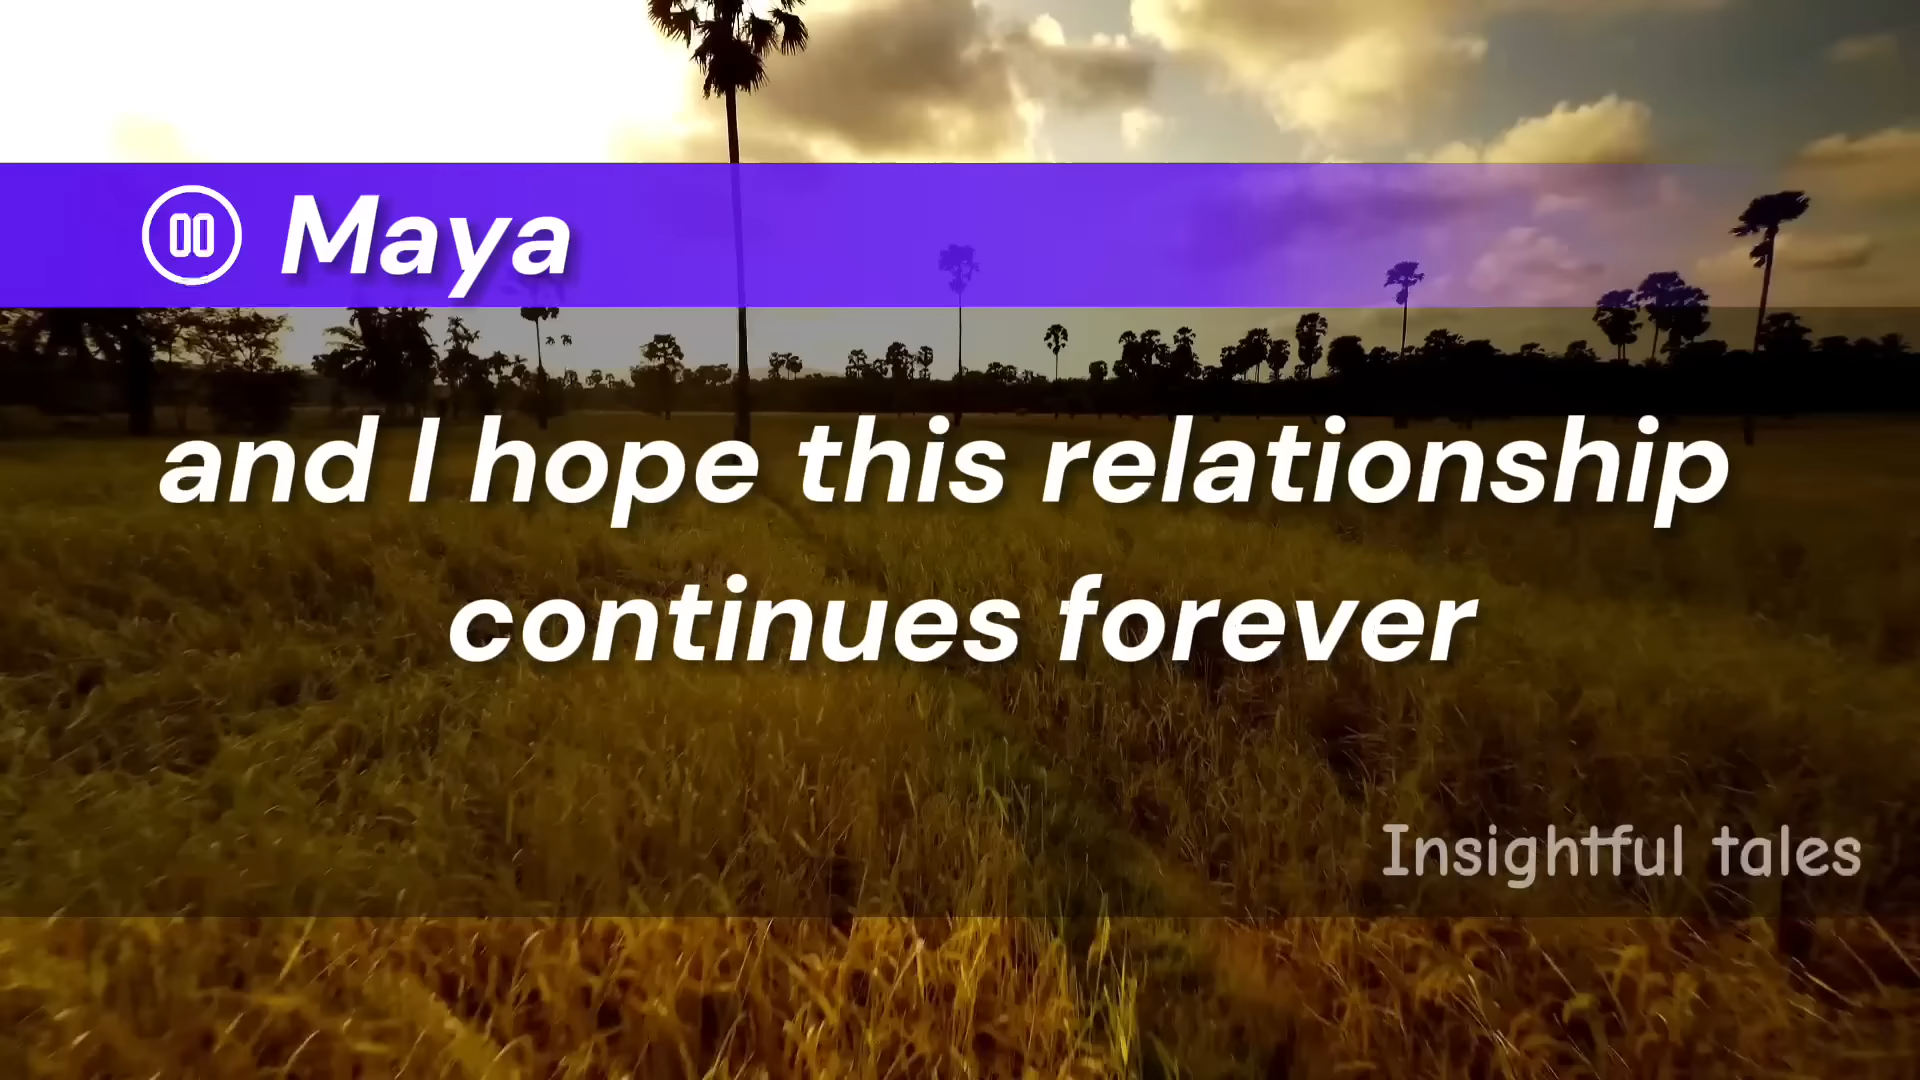 Maya
and I hope this relationship
continues forever
Insightful tales